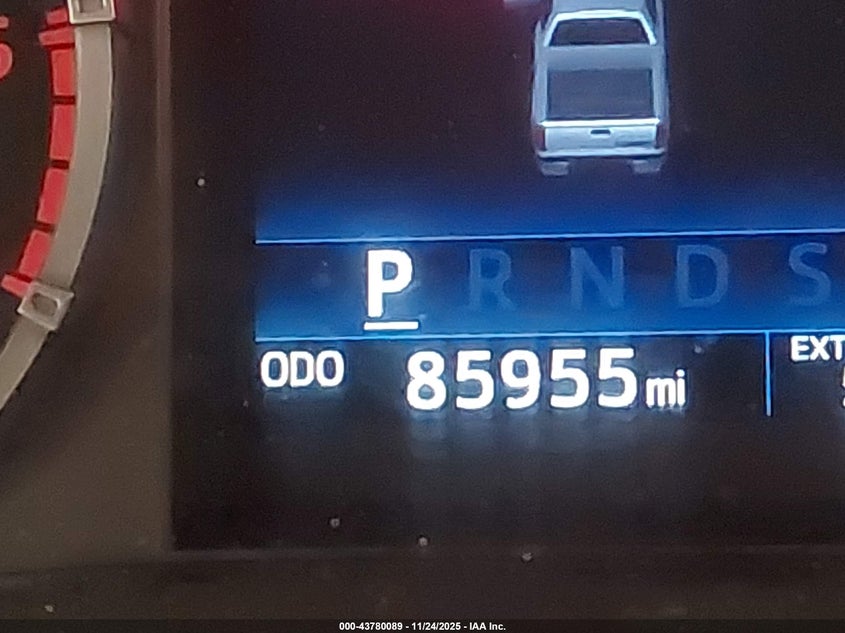 P R N D S
ODO 85955 mi
EXT
000-43780089 - 11/24/2025 - IAA Inc.